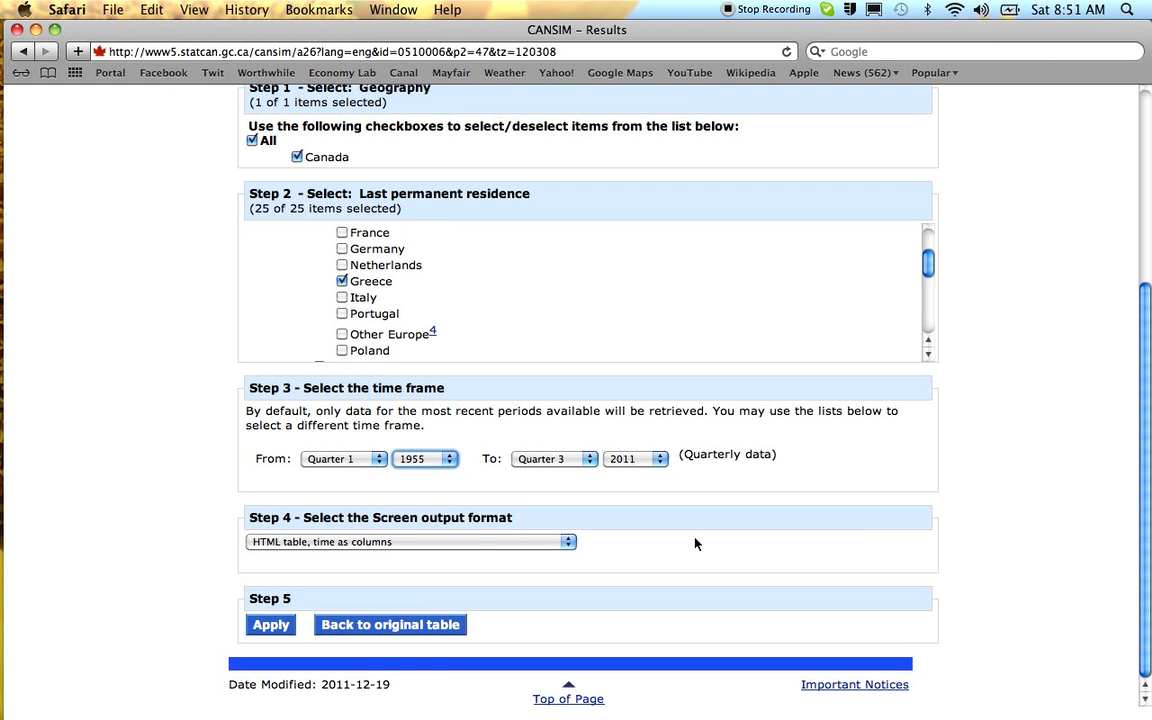 Safari File Edit View History Bookmarks Window Help Stop Recording Sat 8:51 AM
CANSIM – Results
http://www5.statcan.gc.ca/cansim/a26?lang=eng&id=0510006&p2=47&tz=120308 Google
Portal Facebook Twit Worthwhile Economy Lab Canal Mayfair Weather Yahoo! Google Maps YouTube Wikipedia Apple News (562) Popular
Step 1 - Select: Geography
(1 of 1 items selected)
Use the following checkboxes to select/deselect items from the list below:
All
Canada
Step 2 - Select: Last permanent residence
(25 of 25 items selected)
France
Germany
Netherlands
Greece
Italy
Portugal
Other Europe4
Poland
Step 3 - Select the time frame
By default, only data for the most recent periods available will be retrieved. You may use the lists below to
select a different time frame.
From: Quarter 1 1955 To: Quarter 3 2011 (Quarterly data)
Step 4 - Select the Screen output format
HTML table, time as columns
Step 5
Apply Back to original table
Date Modified: 2011-12-19
Top of Page
Important Notices